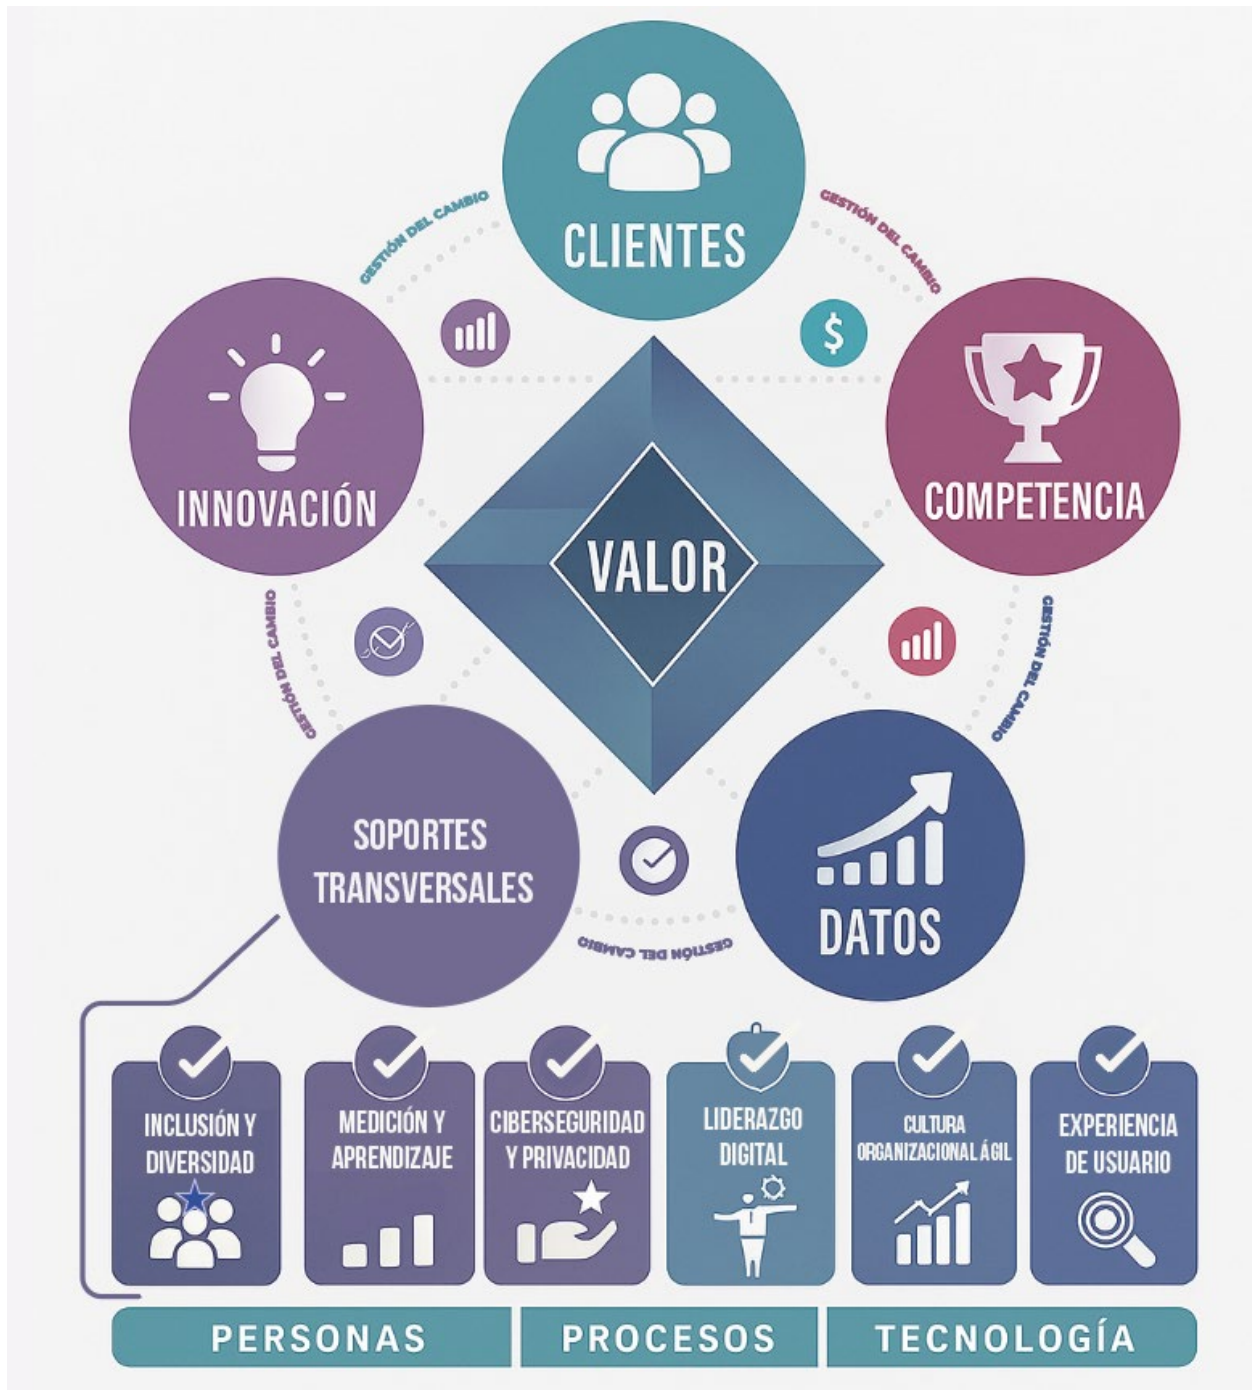 CLIENTES
GESTIÓN DEL CAMBIO
GESTIÓN DEL CAMBIO
$
INNOVACIÓN
COMPETENCIA
VALOR
GESTIÓN DEL CAMBIO
GESTIÓN DEL CAMBIO
SOPORTES
TRANSVERSALES
DATOS
GESTIÓN DEL CAMBIO
INCLUSIÓN Y
DIVERSIDAD
MEDICIÓN Y
APRENDIZAJE
CIBERSEGURIDAD
Y PRIVACIDAD
LIDERAZGO
DIGITAL
CULTURA
ORGANIZACIONAL ÁGIL
EXPERIENCIA
DE USUARIO
PERSONAS
PROCESOS
TECNOLOGÍA